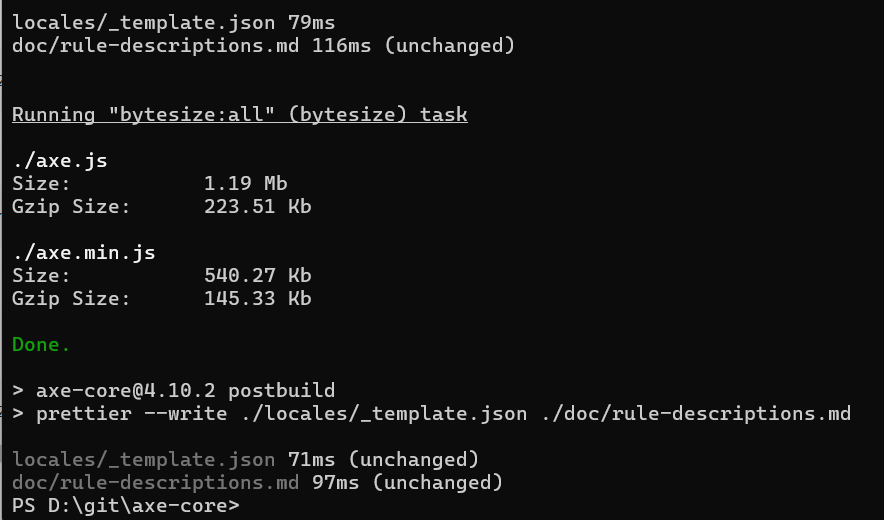 locales/_template.json 79ms
doc/rule-descriptions.md 116ms (unchanged)
Running "bytesize:all" (bytesize) task
./axe.js
Size: 1.19 Mb
Gzip Size: 223.51 Kb
./axe.min.js
Size: 540.27 Kb
Gzip Size: 145.33 Kb
Done.
> axe-core@4.10.2 postbuild
> prettier --write ./locales/_template.json ./doc/rule-descriptions.md
locales/_template.json 71ms (unchanged)
doc/rule-descriptions.md 97ms (unchanged)
PS D:\git\axe-core>